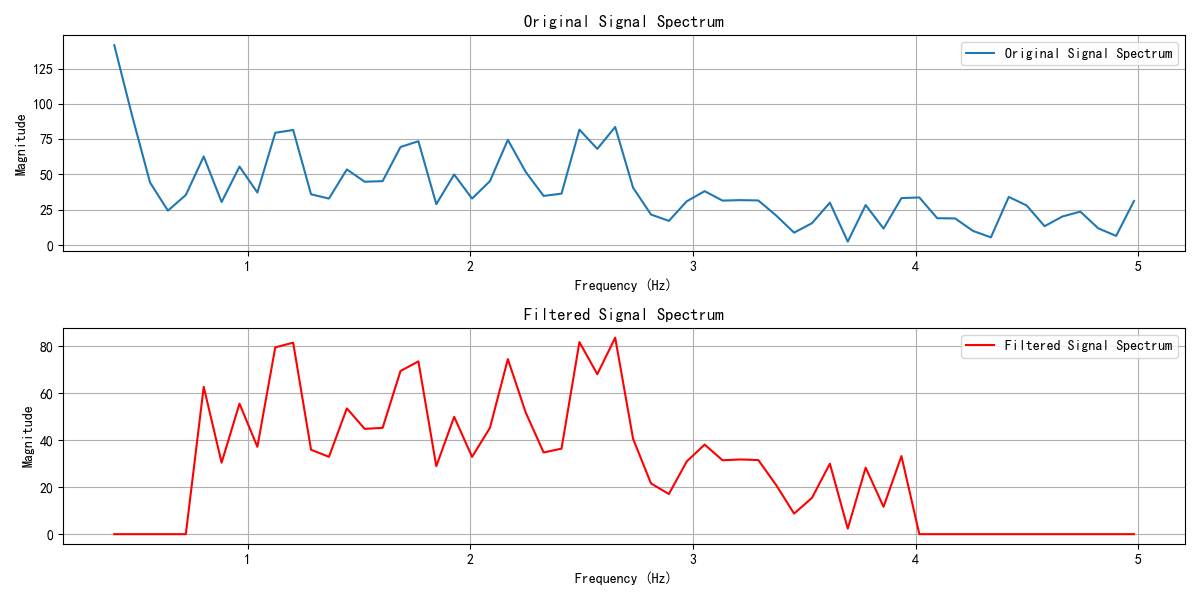 Original Signal Spectrum
Original Signal Spectrum
Magnitude
125
100
75
50
25
0
1 2 3 4 5
Frequency (Hz)
Filtered Signal Spectrum
Filtered Signal Spectrum
Magnitude
80
60
40
20
0
1 2 3 4 5
Frequency (Hz)